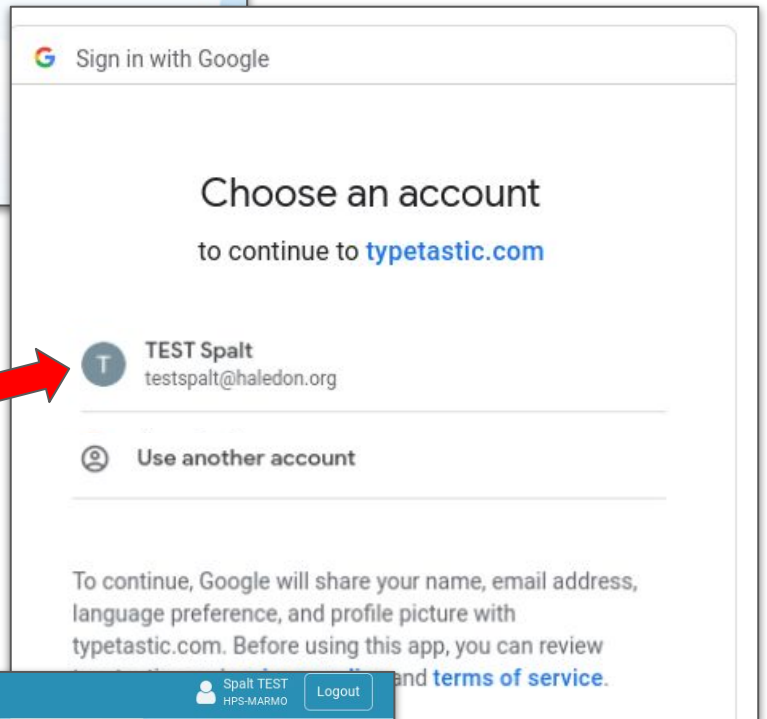 Sign in with Google
Choose an account
to continue to typetastic.com
T
TEST Spalt
testspalt@haledon.org
Use another account
To continue, Google will share your name, email address,
language preference, and profile picture with
typetastic.com. Before using this app, you can review
and terms of service.
Spalt TEST
HPS-MARMO
Logout